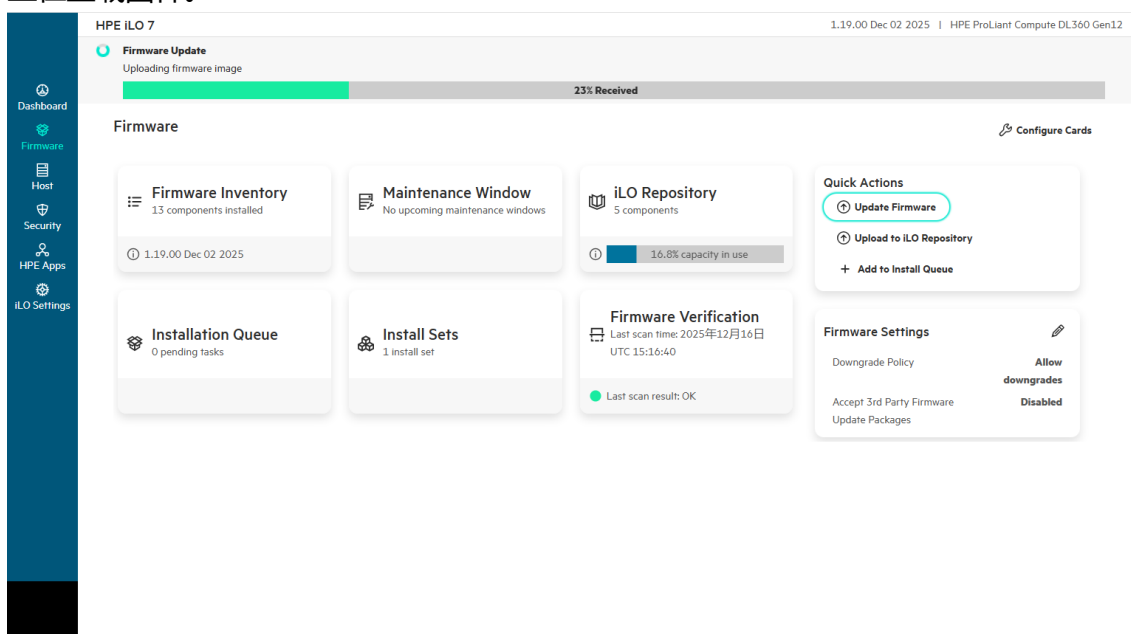 HPE iLO 7
1.19.00 Dec 02 2025 | HPE ProLiant Compute DL360 Gen12
Firmware Update
Uploading firmware image
23% Received
Dashboard
Firmware
Host
Security
HPE Apps
iLO Settings
Firmware
Configure Cards
Firmware Inventory
13 components installed
1.19.00 Dec 02 2025
Maintenance Window
No upcoming maintenance windows
iLO Repository
5 components
16.8% capacity in use
Quick Actions
Update Firmware
Upload to iLO Repository
+ Add to Install Queue
Installation Queue
0 pending tasks
Install Sets
1 install set
Firmware Verification
Last scan time: 2025年12月16日
UTC 15:16:40
Last scan result: OK
Firmware Settings
Downgrade Policy
Allow
downgrades
Accept 3rd Party Firmware
Update Packages
Disabled